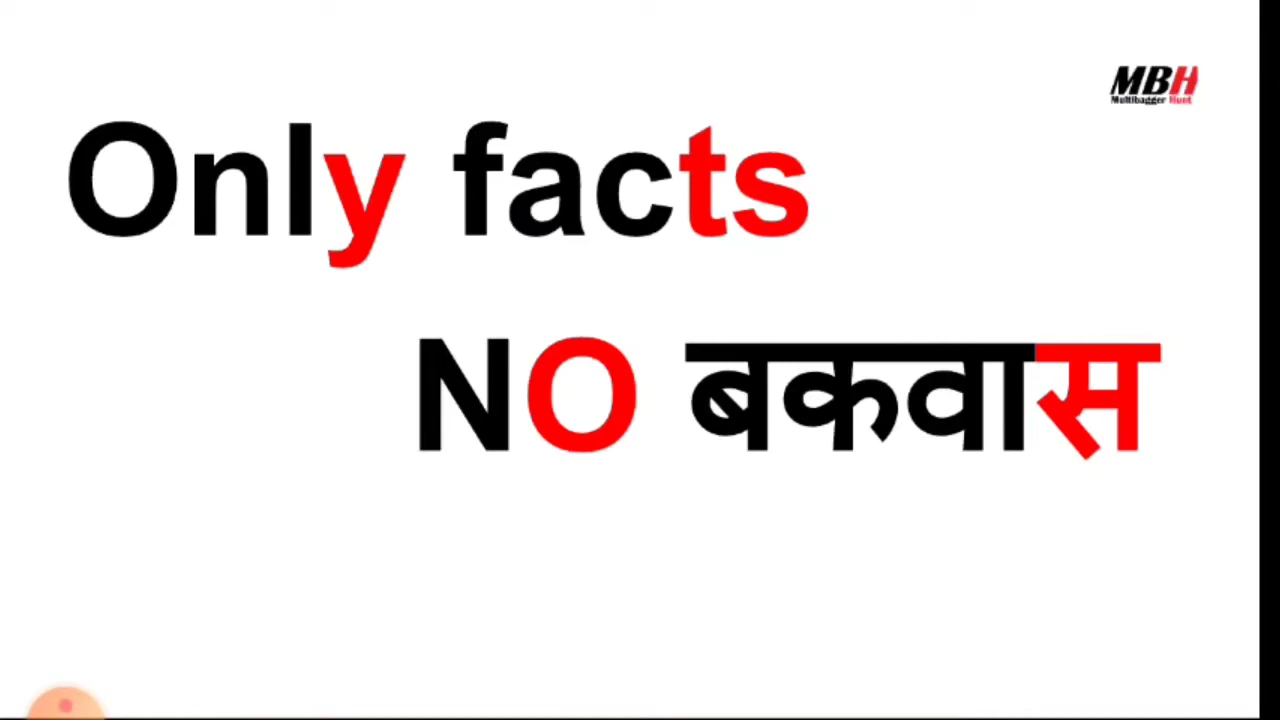 MBH
Multibagger Hunt
Only facts
NO बकवास